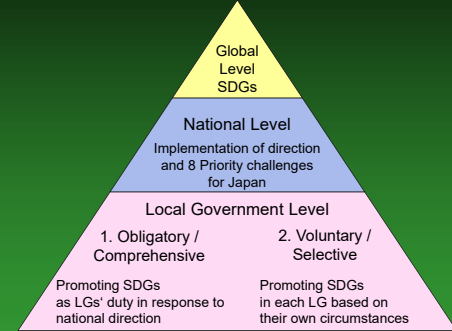 Global
Level
SDGs
National Level
Implementation of direction
and 8 Priority challenges
for Japan
Local Government Level
1. Obligatory /
Comprehensive
Promoting SDGs
as LGs‘ duty in response to
national direction
2. Voluntary /
Selective
Promoting SDGs
in each LG based on
their own circumstances